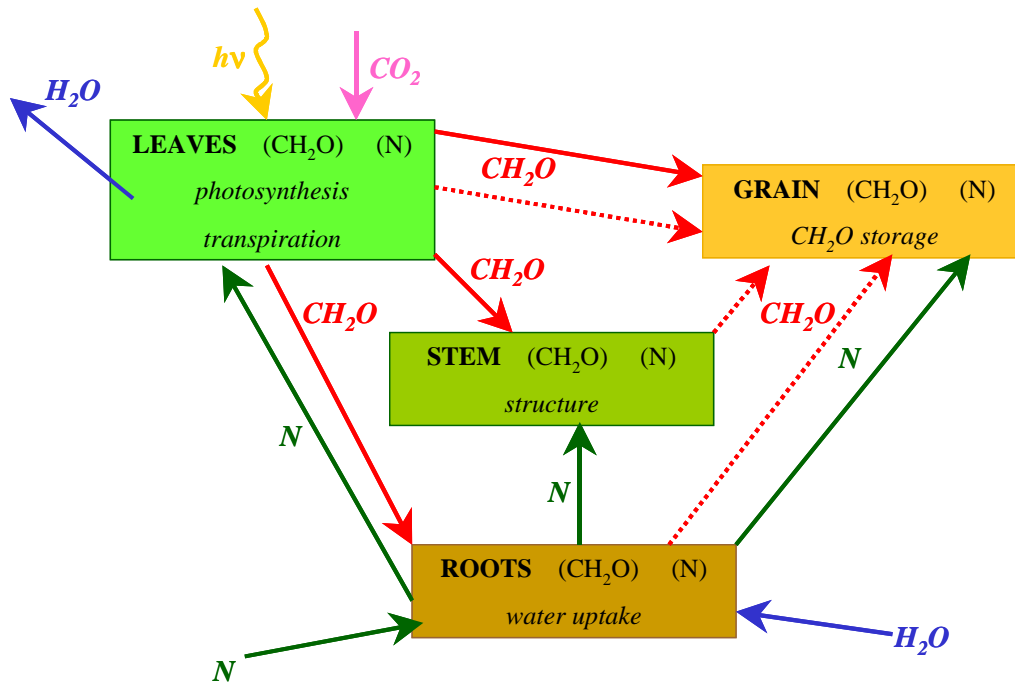 hν
CO₂
H₂O
LEAVES (CH₂O) (N)
photosynthesis
transpiration
CH₂O
GRAIN (CH₂O) (N)
CH₂O storage
CH₂O
CH₂O
CH₂O
STEM (CH₂O) (N)
structure
N
N
N
ROOTS (CH₂O) (N)
water uptake
H₂O
N